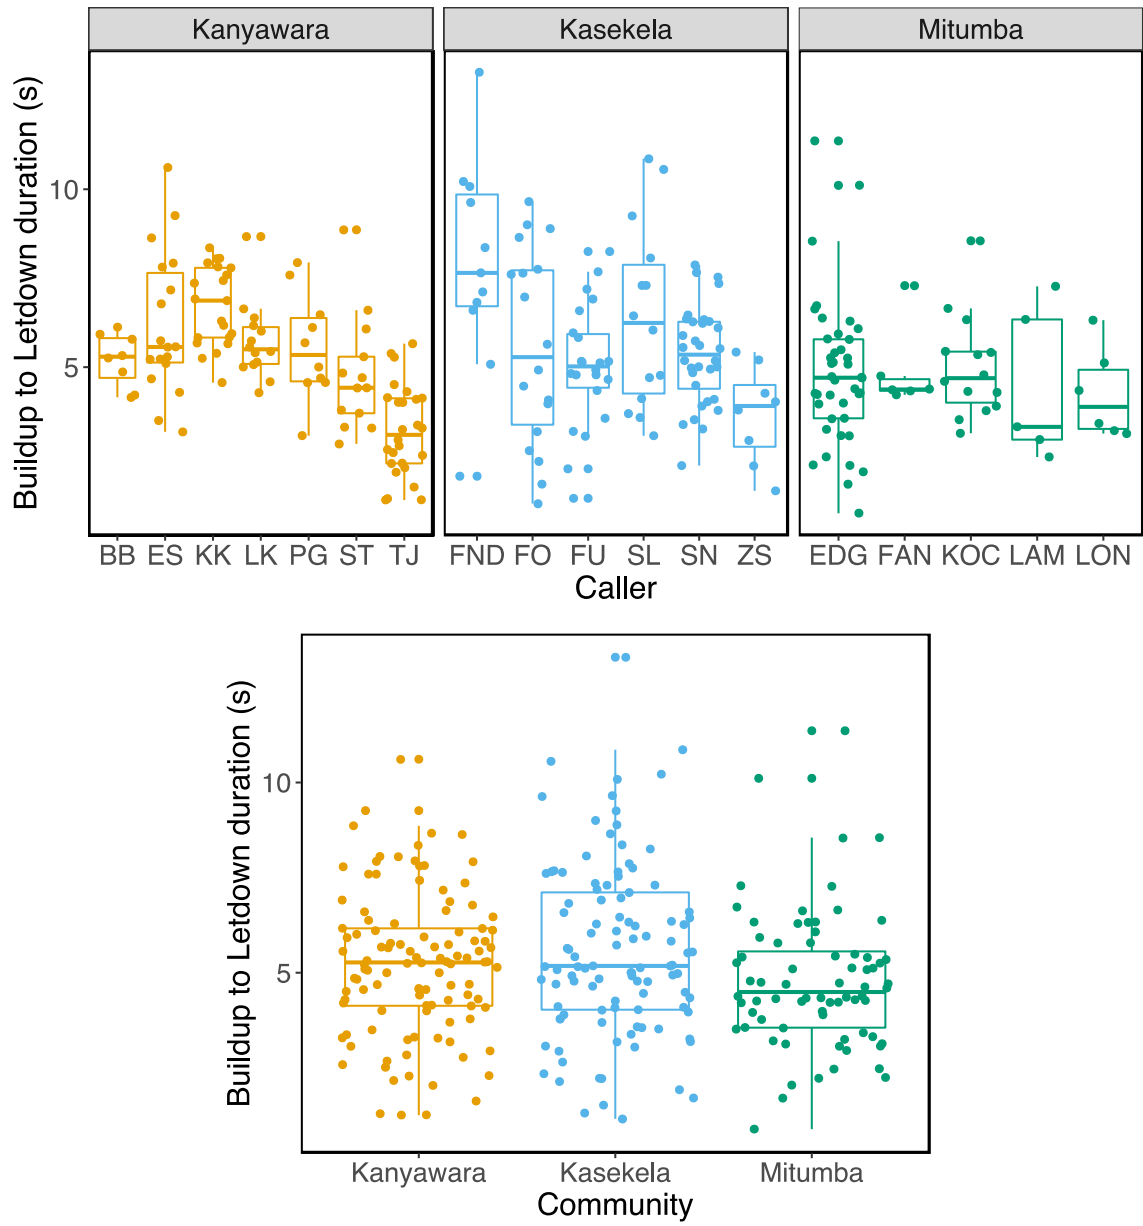 Kanyawara Kasekela Mitumba
Buildup to Letdown duration (s)
10
5
BB ES KK LK PG ST TJ FND FO FU SL SN ZS EDG FAN KOC LAM LON
Caller
Buildup to Letdown duration (s)
10
5
Kanyawara Kasekela Mitumba
Community